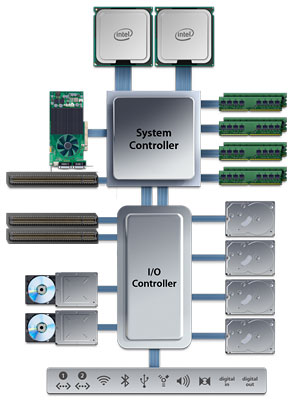 intel
intel
System
Controller
I/O
Controller
1 2
digital
in
digital
out